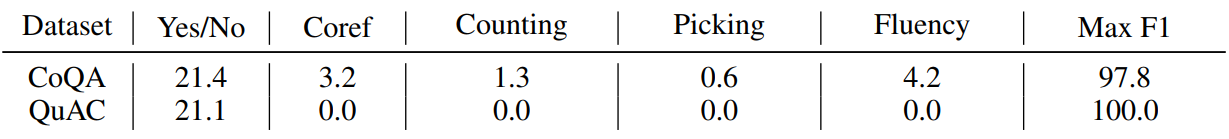 Dataset Yes/No Coref Counting Picking Fluency Max F1
CoQA 21.4 3.2 1.3 0.6 4.2 97.8
QuAC 21.1 0.0 0.0 0.0 0.0 100.0